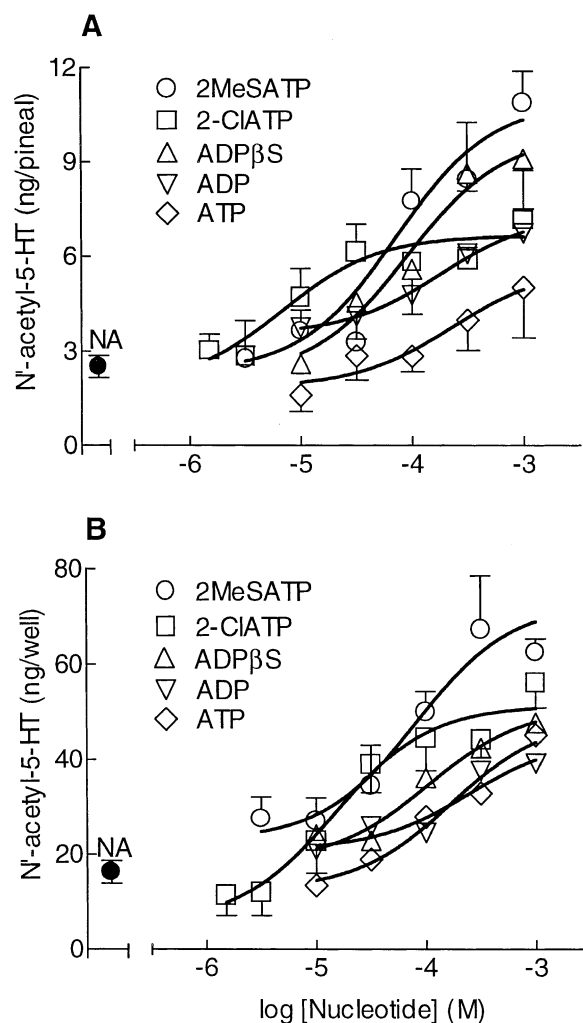 A
N'-acetyl-5-HT (ng/pineal)
12
9
6
3
0
2MeSATP
2-ClATP
ADPβS
ADP
ATP
NA
-6
-5
-4
-3
B
N'-acetyl-5-HT (ng/well)
80
60
40
20
0
2MeSATP
2-ClATP
ADPβS
ADP
ATP
NA
-6
-5
-4
-3
log [Nucleotide] (M)